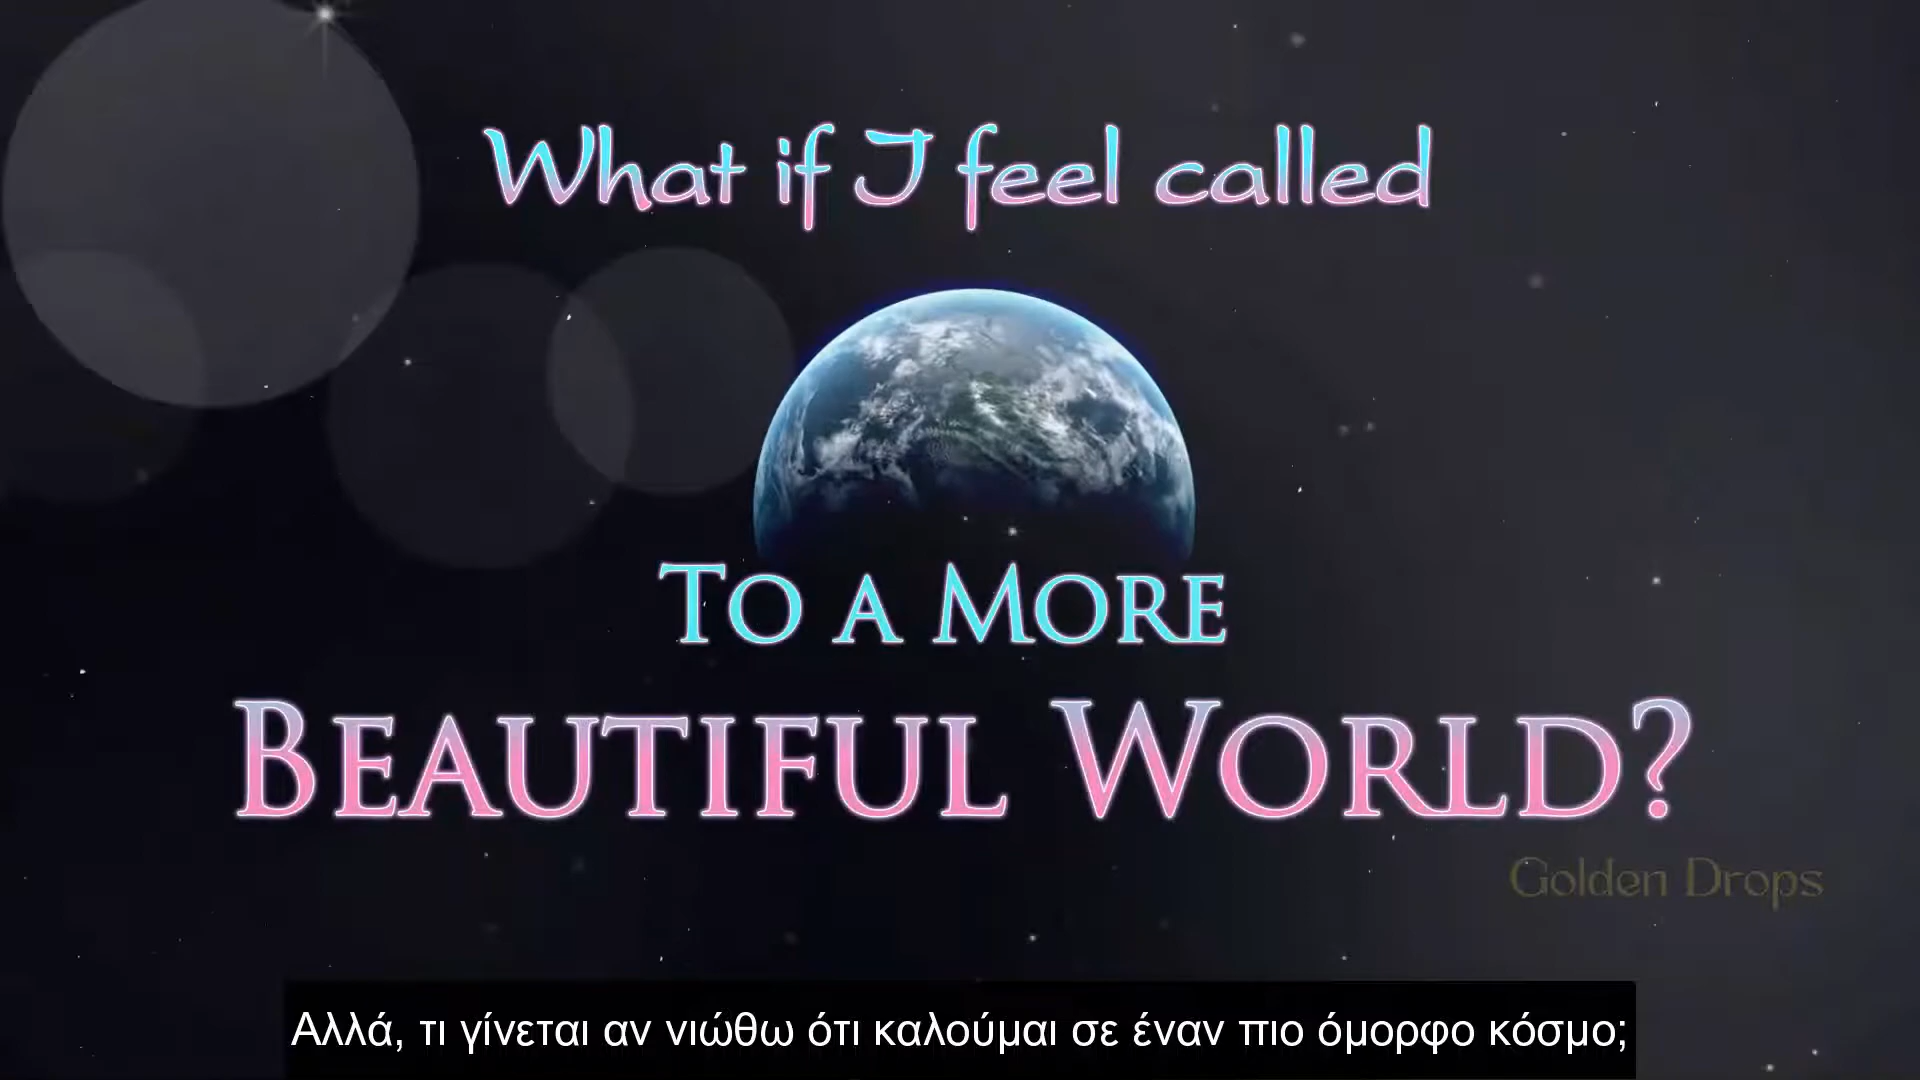 What if I feel called
To a More
Beautiful World?
Golden Drops
Αλλά, τι γίνεται αν νιώθω ότι καλούμαι σε έναν πιο όμορφο κόσμο;